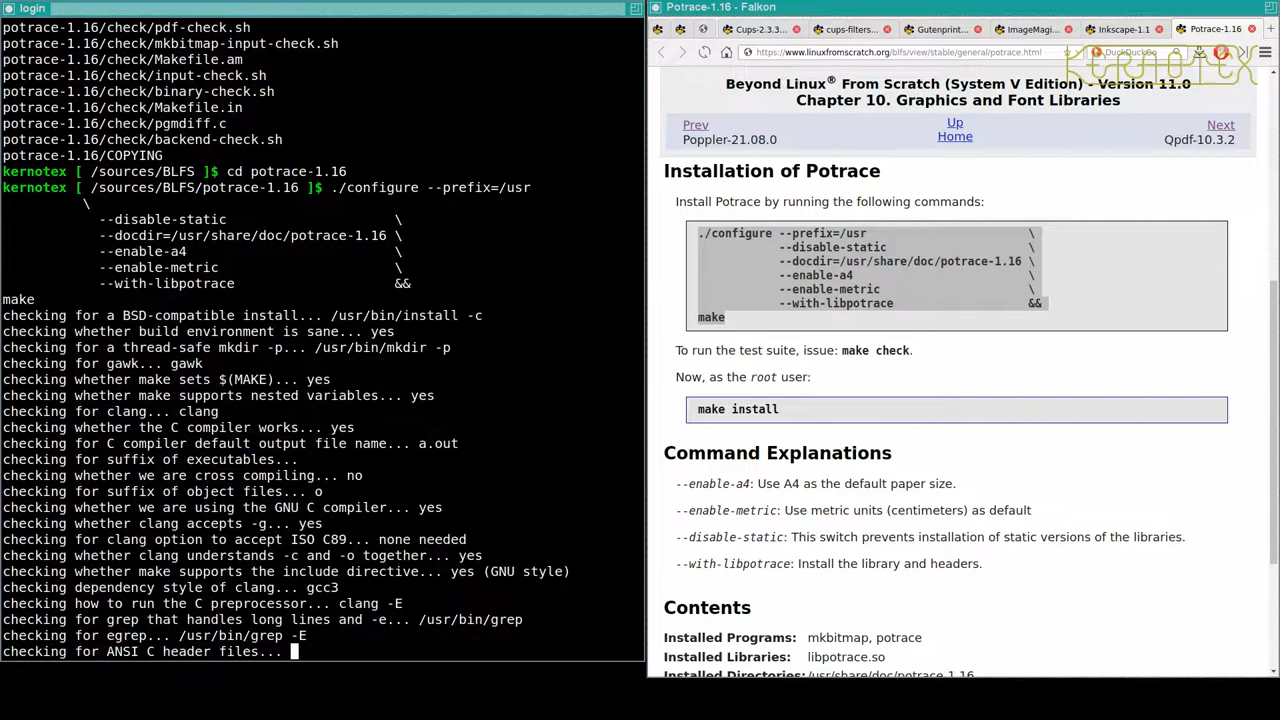 login
potrace-1.16/check/pdf-check.sh
potrace-1.16/check/mkbitmap-input-check.sh
potrace-1.16/check/Makefile.am
potrace-1.16/check/input-check.sh
potrace-1.16/check/binary-check.sh
potrace-1.16/check/Makefile.in
potrace-1.16/check/pgmdiff.c
potrace-1.16/check/backend-check.sh
potrace-1.16/COPYING
kernotex [ /sources/BLFS ]$ cd potrace-1.16
kernotex [ /sources/BLFS/potrace-1.16 ]$ ./configure --prefix=/usr
\
--disable-static \
--docdir=/usr/share/doc/potrace-1.16 \
--enable-a4 \
--enable-metric \
--with-libpotrace &&
make
checking for a BSD-compatible install... /usr/bin/install -c
checking whether build environment is sane... yes
checking for a thread-safe mkdir -p... /usr/bin/mkdir -p
checking for gawk... gawk
checking whether make sets $(MAKE)... yes
checking whether make supports nested variables... yes
checking for clang... clang
checking whether the C compiler works... yes
checking for C compiler default output file name... a.out
checking for suffix of executables...
checking whether we are cross compiling... no
checking for suffix of object files... o
checking whether we are using the GNU C compiler... yes
checking whether clang accepts -g... yes
checking for clang option to accept ISO C89... none needed
checking whether clang understands -c and -o together... yes
checking whether make supports the include directive... yes (GNU style)
checking dependency style of clang... gcc3
checking how to run the C preprocessor... clang -E
checking for grep that handles long lines and -e... /usr/bin/grep
checking for egrep... /usr/bin/grep -E
checking for ANSI C header files...
Potrace-1.16 - Falkon
Cups-2.3.3... cups-filters... Gutenprint... ImageMagi... Inkscape-1.1 Potrace-1.16
https://www.linuxfromscratch.org/blfs/view/stable/general/potrace.html DuckDuckGo
KERNOTEX
Beyond Linux® From Scratch (System V Edition) - Version 11.0
Chapter 10. Graphics and Font Libraries
Prev Up Next
Poppler-21.08.0 Home Qpdf-10.3.2
Installation of Potrace
Install Potrace by running the following commands:
./configure --prefix=/usr \
--disable-static \
--docdir=/usr/share/doc/potrace-1.16 \
--enable-a4 \
--enable-metric \
--with-libpotrace &&
make
To run the test suite, issue: make check.
Now, as the root user:
make install
Command Explanations
--enable-a4: Use A4 as the default paper size.
--enable-metric: Use metric units (centimeters) as default
--disable-static: This switch prevents installation of static versions of the libraries.
--with-libpotrace: Install the library and headers.
Contents
Installed Programs: mkbitmap, potrace
Installed Libraries: libpotrace.so
Installed Directories: /usr/share/doc/potrace-1.16